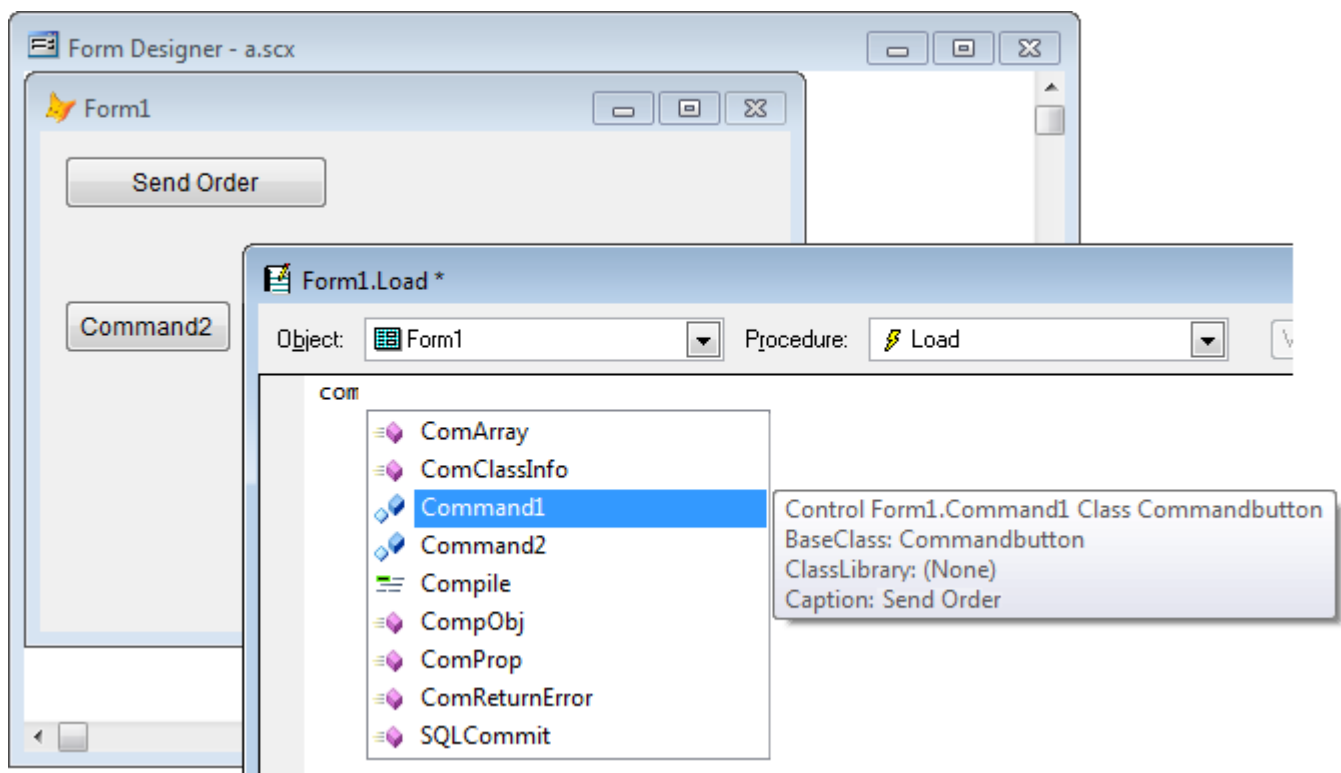 Form Designer - a.scx
Form1
Send Order
Command2
Form1.Load *
Object: Form1 Procedure: Load
com
ComArray
ComClassInfo
Command1
Command2
Compile
CompObj
ComProp
ComReturnError
SQLCommit
Control Form1.Command1 Class Commandbutton
BaseClass: Commandbutton
ClassLibrary: (None)
Caption: Send Order